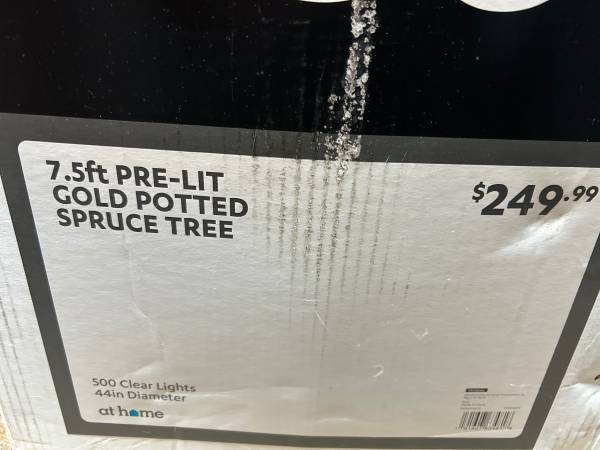 7.5ft PRE-LIT
GOLD POTTED
SPRUCE TREE
$249.99
500 Clear Lights
44in Diameter
at home